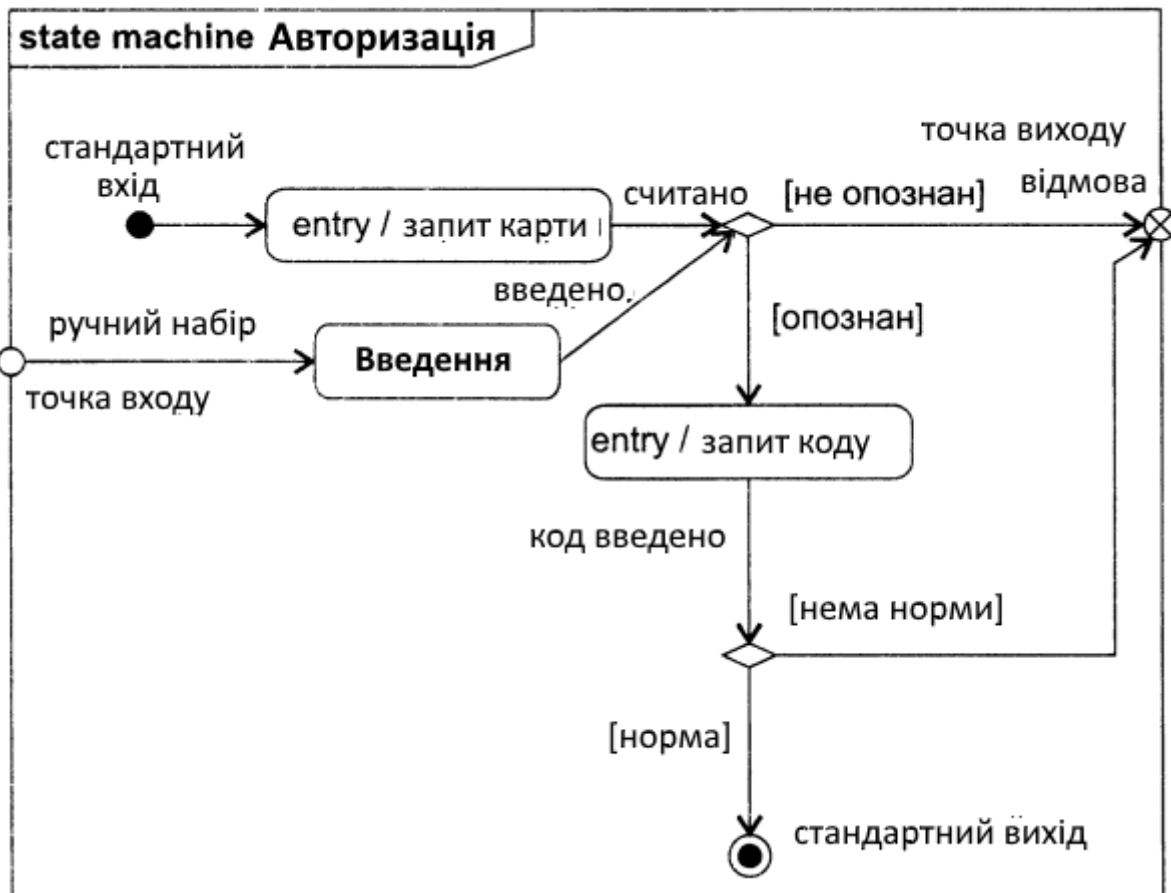 state machine Авторизація
стандартний
вхід
точка виходу
відмова
entry / запит карти
считано
[не опознан]
введено
[опознан]
ручний набір
Введення
точка входу
entry / запит коду
код введено
[нема норми]
[норма]
стандартний вихід